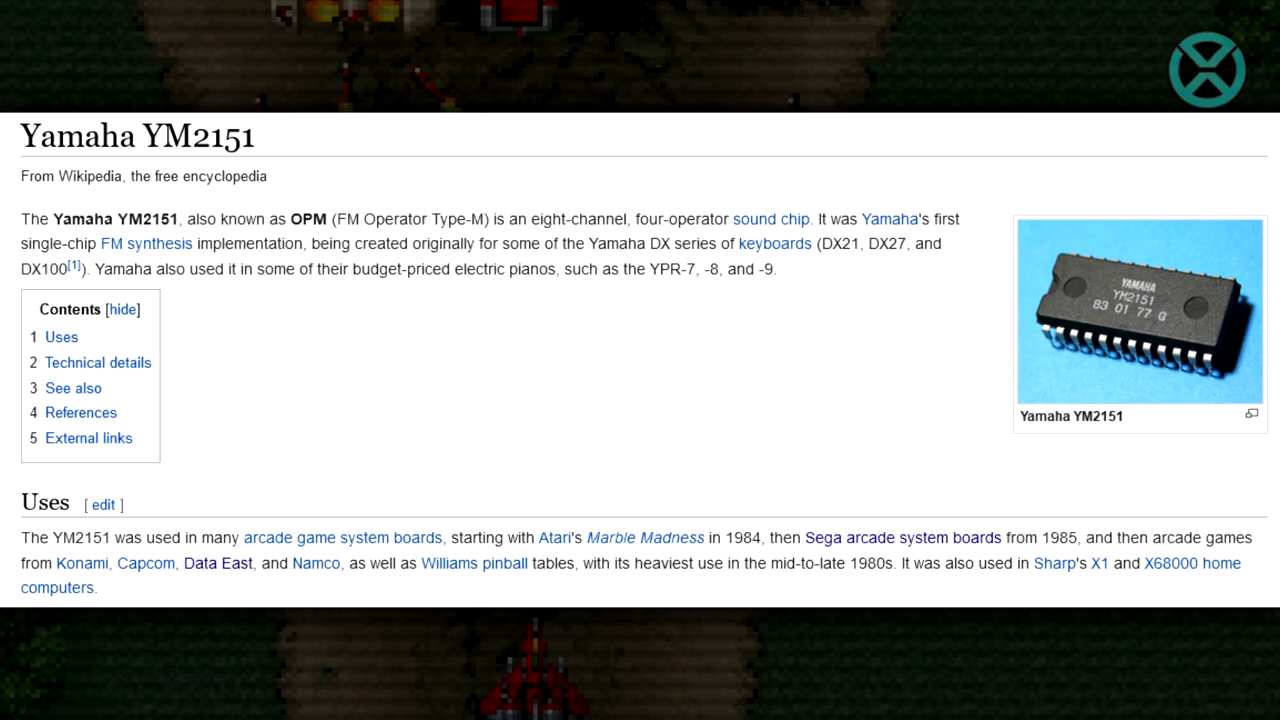 Yamaha YM2151
From Wikipedia, the free encyclopedia
The Yamaha YM2151, also known as OPM (FM Operator Type-M) is an eight-channel, four-operator sound chip. It was Yamaha's first
single-chip FM synthesis implementation, being created originally for some of the Yamaha DX series of keyboards (DX21, DX27, and
DX100[1]). Yamaha also used it in some of their budget-priced electric pianos, such as the YPR-7, -8, and -9.
YAMAHA
YM2151
83 01 77 G
Yamaha YM2151
Contents [hide]
1 Uses
2 Technical details
3 See also
4 References
5 External links
Uses [ edit ]
The YM2151 was used in many arcade game system boards, starting with Atari's Marble Madness in 1984, then Sega arcade system boards from 1985, and then arcade games
from Konami, Capcom, Data East, and Namco, as well as Williams pinball tables, with its heaviest use in the mid-to-late 1980s. It was also used in Sharp's X1 and X68000 home
computers.